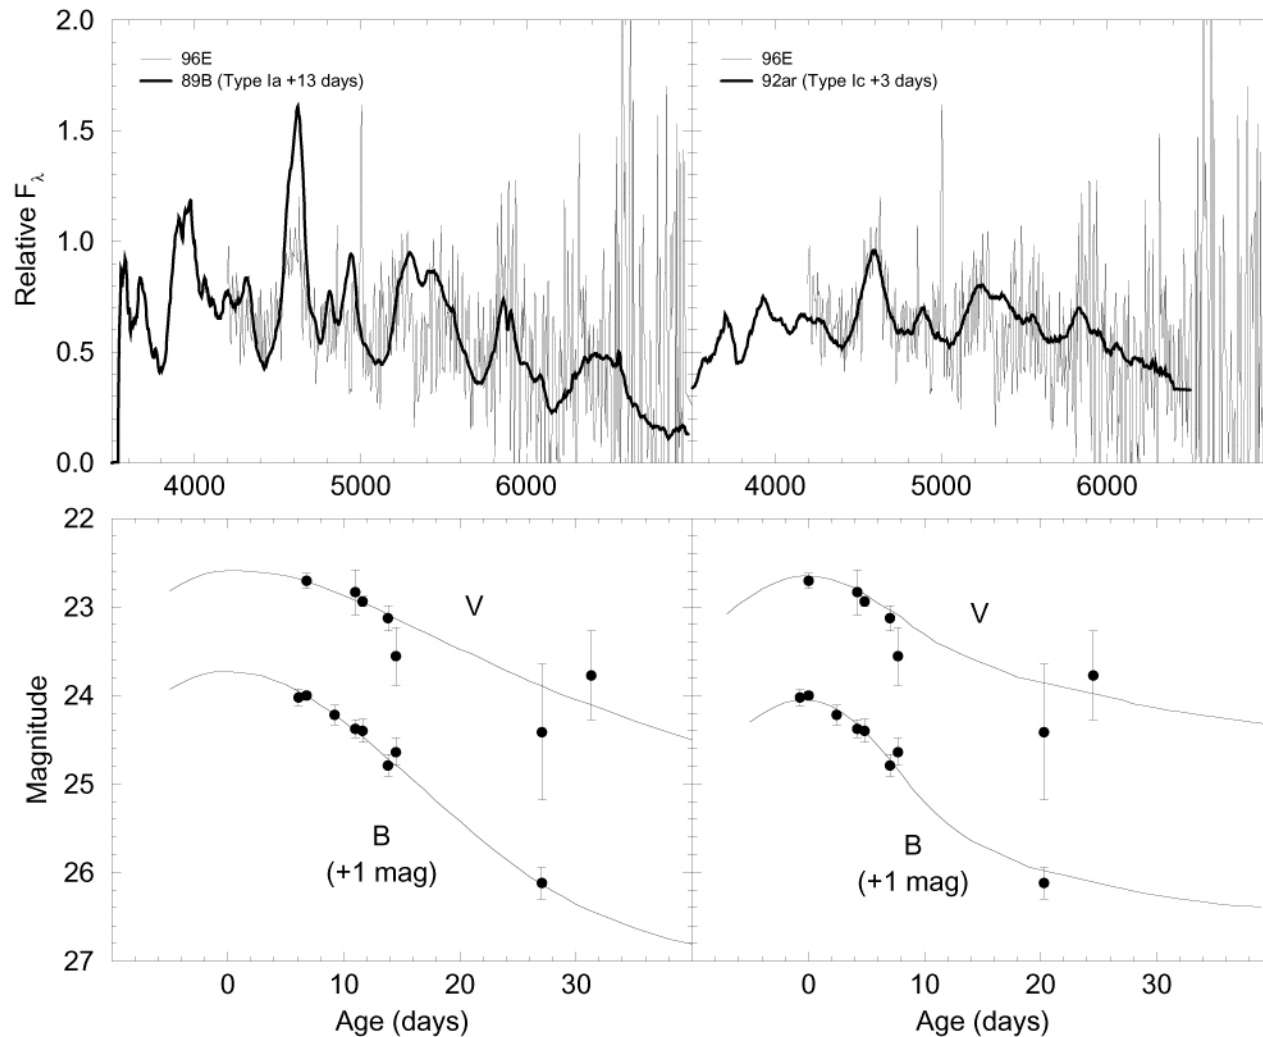 2.0
1.5
1.0
0.5
0.0
Relative Fλ
96E
89B (Type Ia +13 days)
96E
92ar (Type Ic +3 days)
4000 5000 6000 4000 5000 6000
22
23
24
25
26
27
Magnitude
V
B
(+1 mag)
V
B
(+1 mag)
0 10 20 30 0 10 20 30
Age (days) Age (days)